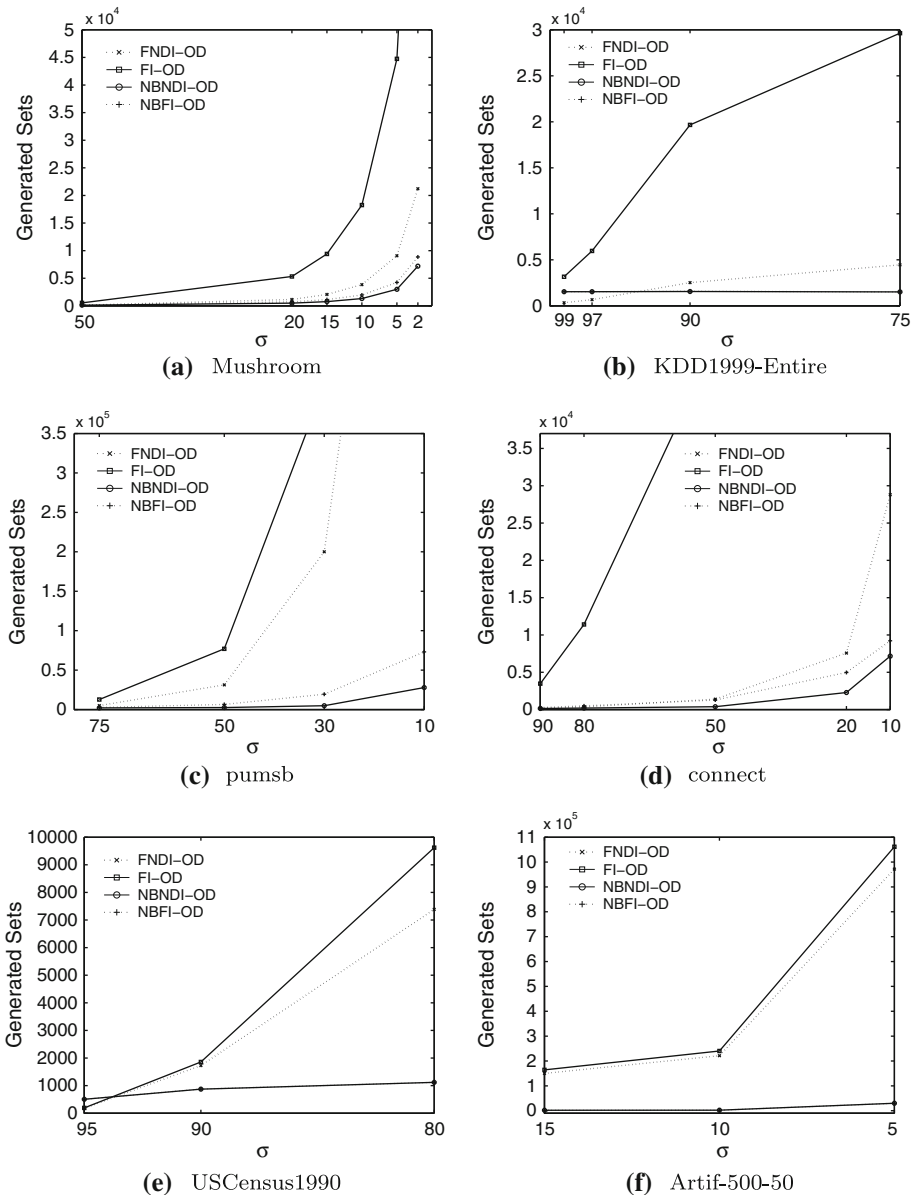 x 10^4
5
4.5
4
3.5
3
2.5
2
1.5
1
0.5
0
Generated Sets
FNDI-OD
FI-OD
NBNDI-OD
NBFI-OD
50 20 15 10 5 2
σ
(a) Mushroom
x 10^4
3
2.5
2
1.5
1
0.5
0
Generated Sets
FNDI-OD
FI-OD
NBNDI-OD
NBFI-OD
99 97 90 75
σ
(b) KDD1999-Entire
x 10^5
3.5
3
2.5
2
1.5
1
0.5
0
Generated Sets
FNDI-OD
FI-OD
NBNDI-OD
NBFI-OD
75 50 30 10
σ
(c) pumsb
x 10^4
3.5
3
2.5
2
1.5
1
0.5
0
Generated Sets
FNDI-OD
FI-OD
NBNDI-OD
NBFI-OD
90 80 50 20 10
σ
(d) connect
10000
9000
8000
7000
6000
5000
4000
3000
2000
1000
0
Generated Sets
FNDI-OD
FI-OD
NBNDI-OD
NBFI-OD
95 90 80
σ
(e) USCensus1990
x 10^5
11
10
9
8
7
6
5
4
3
2
1
0
Generated Sets
FNDI-OD
FI-OD
NBNDI-OD
NBFI-OD
15 10 5
σ
(f) Artif-500-50